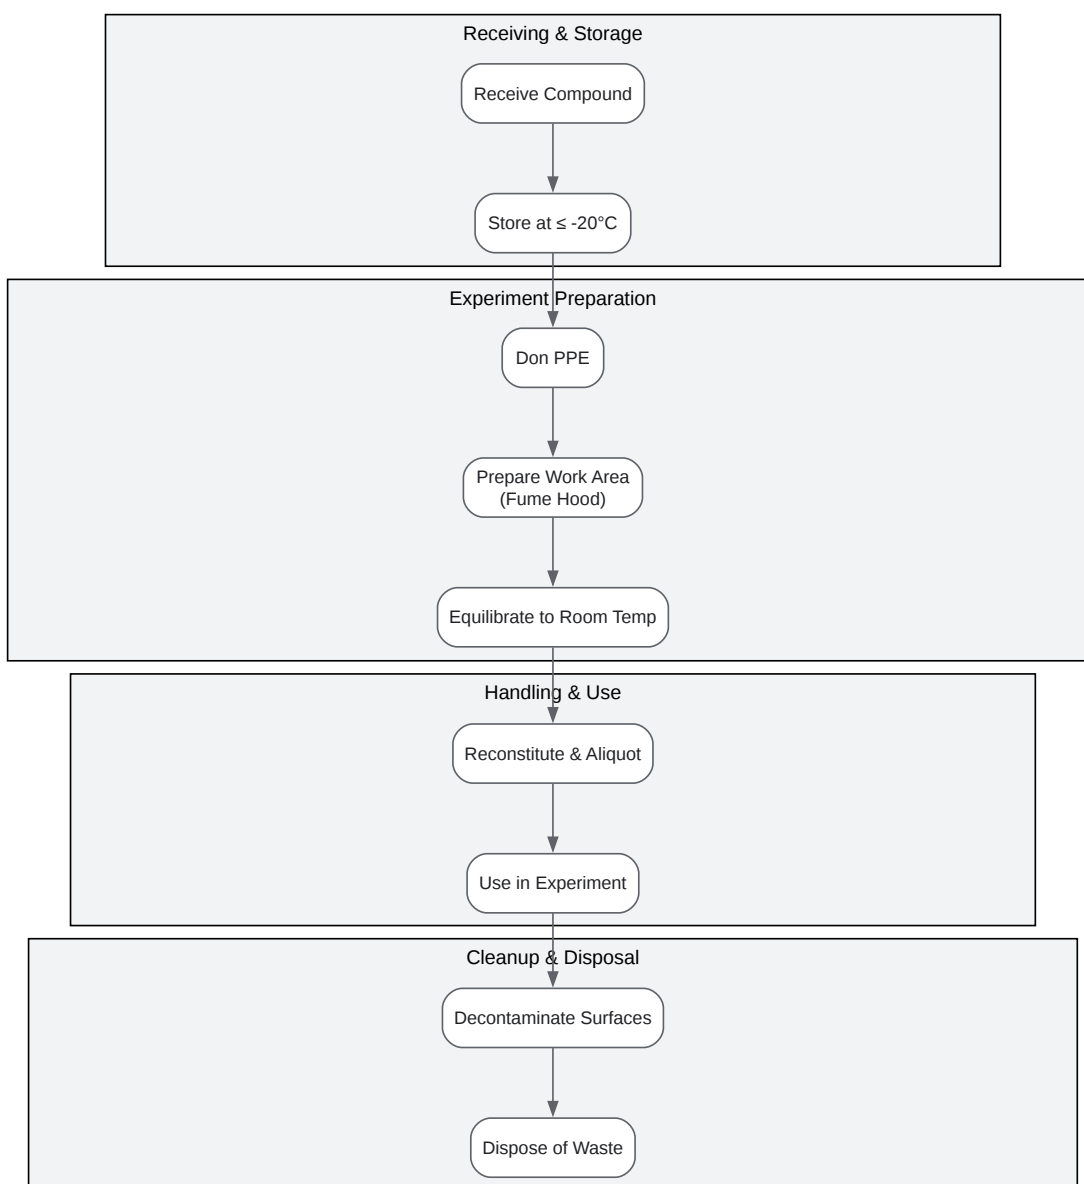 Receiving & Storage
Receive Compound
Store at ≤ -20°C
Experiment Preparation
Don PPE
Prepare Work Area
(Fume Hood)
Equilibrate to Room Temp
Handling & Use
Reconstitute & Aliquot
Use in Experiment
Cleanup & Disposal
Decontaminate Surfaces
Dispose of Waste